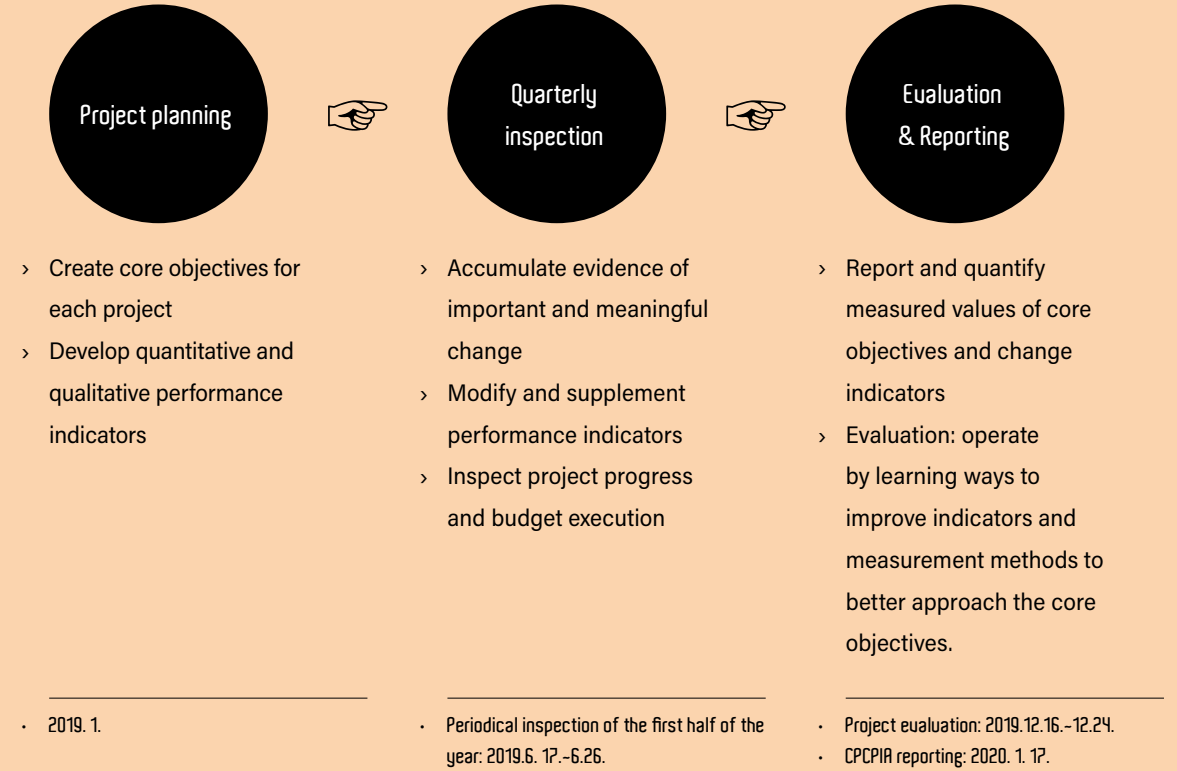 Project planning
› Create core objectives for
each project
› Develop quantitative and
qualitative performance
indicators
• 2019. 1.
Quarterly
inspection
› Accumulate evidence of
important and meaningful
change
› Modify and supplement
performance indicators
› Inspect project progress
and budget execution
• Periodical inspection of the first half of the
year: 2019.6. 17.~6.26.
Evaluation
& Reporting
› Report and quantify
measured values of core
objectives and change
indicators
› Evaluation: operate
by learning ways to
improve indicators and
measurement methods to
better approach the core
objectives.
• Project evaluation: 2019.12.16.~12.24.
• CPCPIA reporting: 2020. 1. 17.